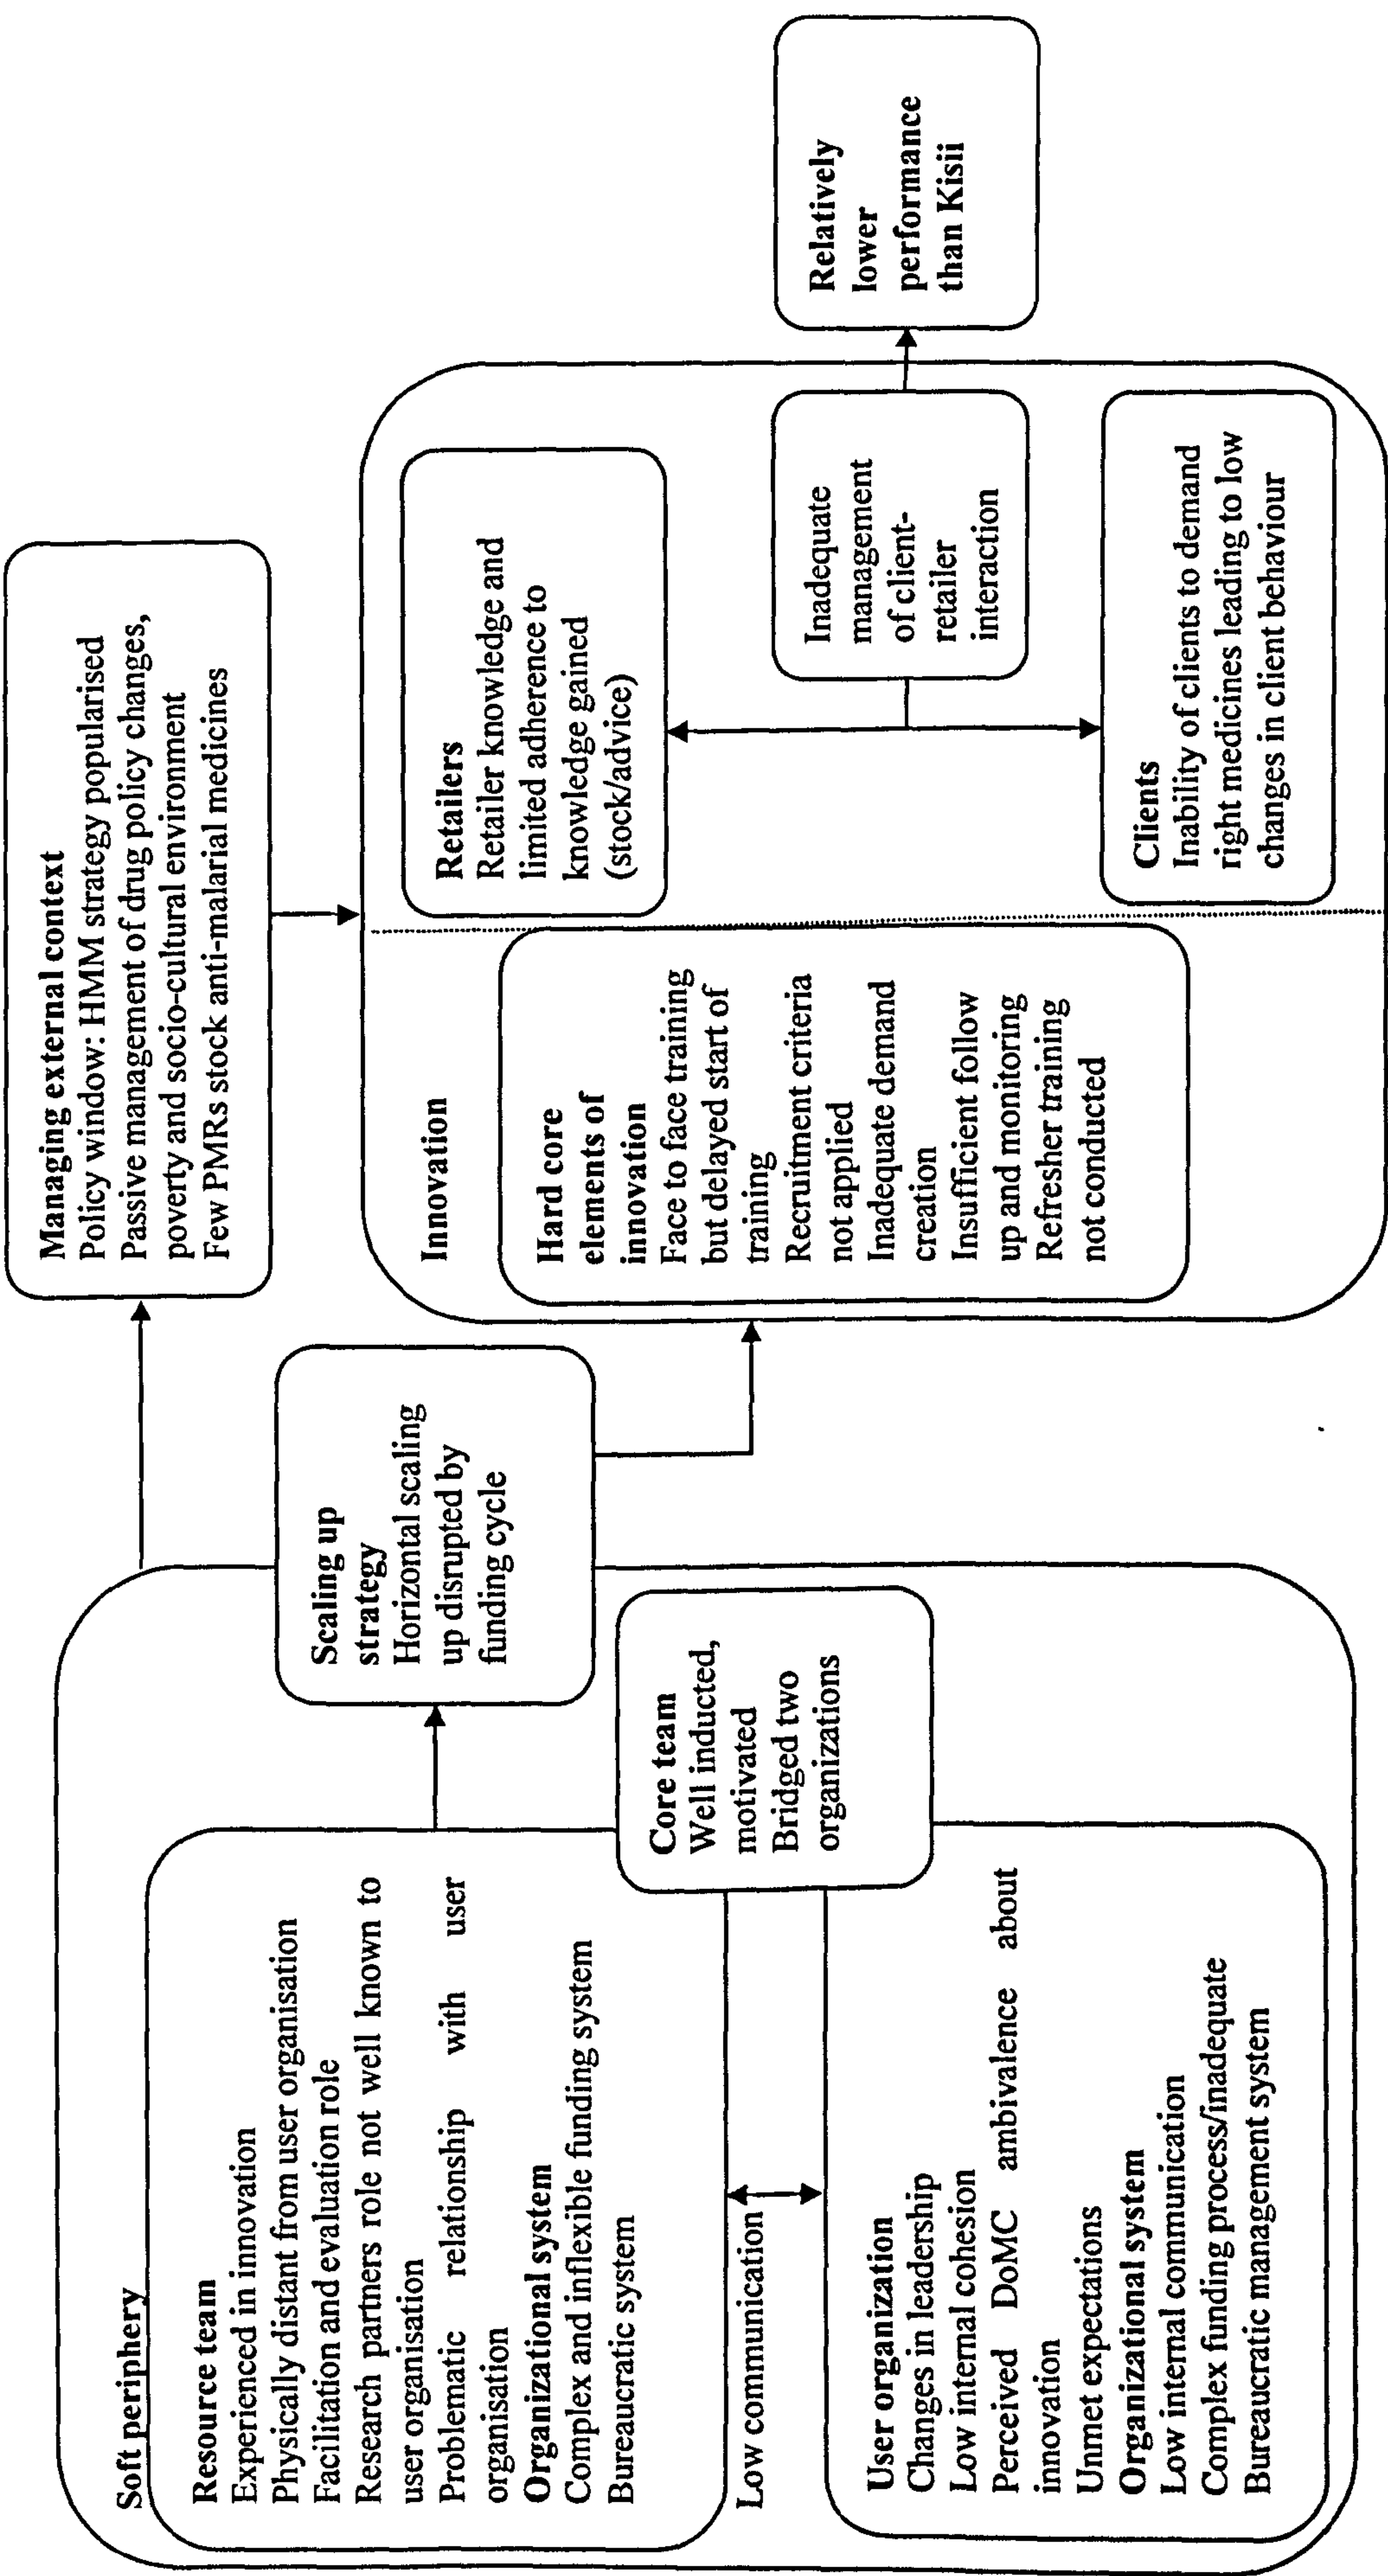 Managing external context
Policy window: HMM strategy popularised
Passive management of drug policy changes,
poverty and socio-cultural environment
Few PMRs stock anti-malarial medicines
Soft periphery
Resource team
Experienced in innovation
Physically distant from user organisation
Facilitation and evaluation role
Research partners role not well known to
user organisation
Problematic relationship with user
organisation
Organizational system
Complex and inflexible funding system
Bureaucratic system
Low communication
User organization
Changes in leadership
Low internal cohesion
Perceived DoMC ambivalence about
innovation
Unmet expectations
Organizational system
Low internal communication
Complex funding process/inadequate
Bureaucratic management system
Scaling up
strategy
Horizontal scaling
up disrupted by
funding cycle
Core team
Well inducted,
motivated
Bridged two
organizations
Innovation
Hard core
elements of
innovation
Face to face training
but delayed start of
training
Recruitment criteria
not applied
Inadequate demand
creation
Insufficient follow
up and monitoring
Refresher training
not conducted
Retailers
Retailer knowledge and
limited adherence to
knowledge gained
(stock/advice)
Inadequate
management
of client-
retailer
interaction
Clients
Inability of clients to demand
right medicines leading to low
changes in client behaviour
Relatively
lower
performance
than Kisii